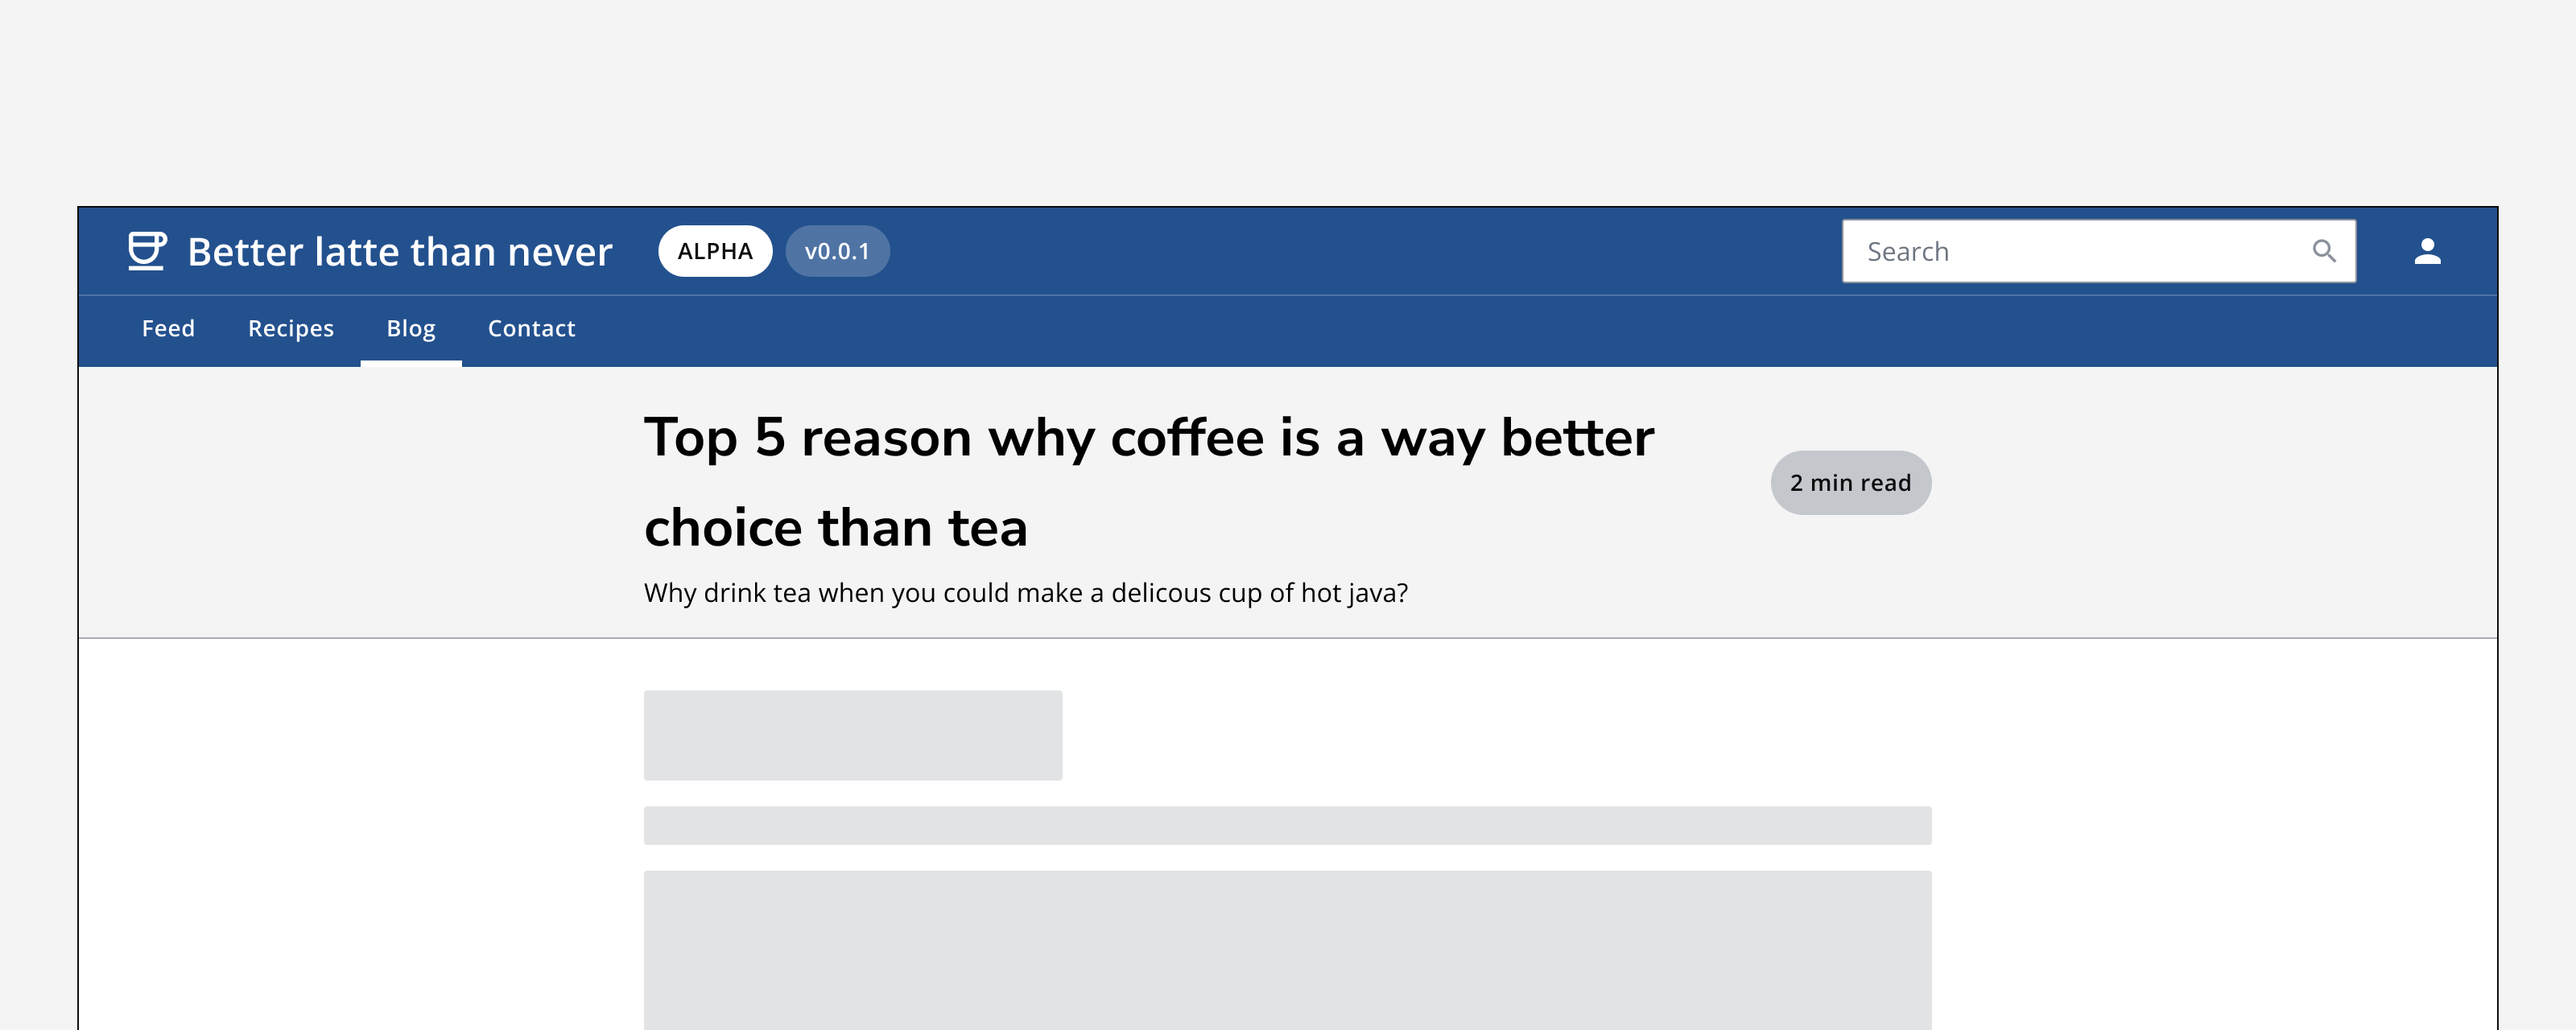 Better latte than never ALPHA v0.0.1 Search
Feed Recipes Blog Contact
Top 5 reason why coffee is a way better
choice than tea
2 min read
Why drink tea when you could make a delicous cup of hot java?